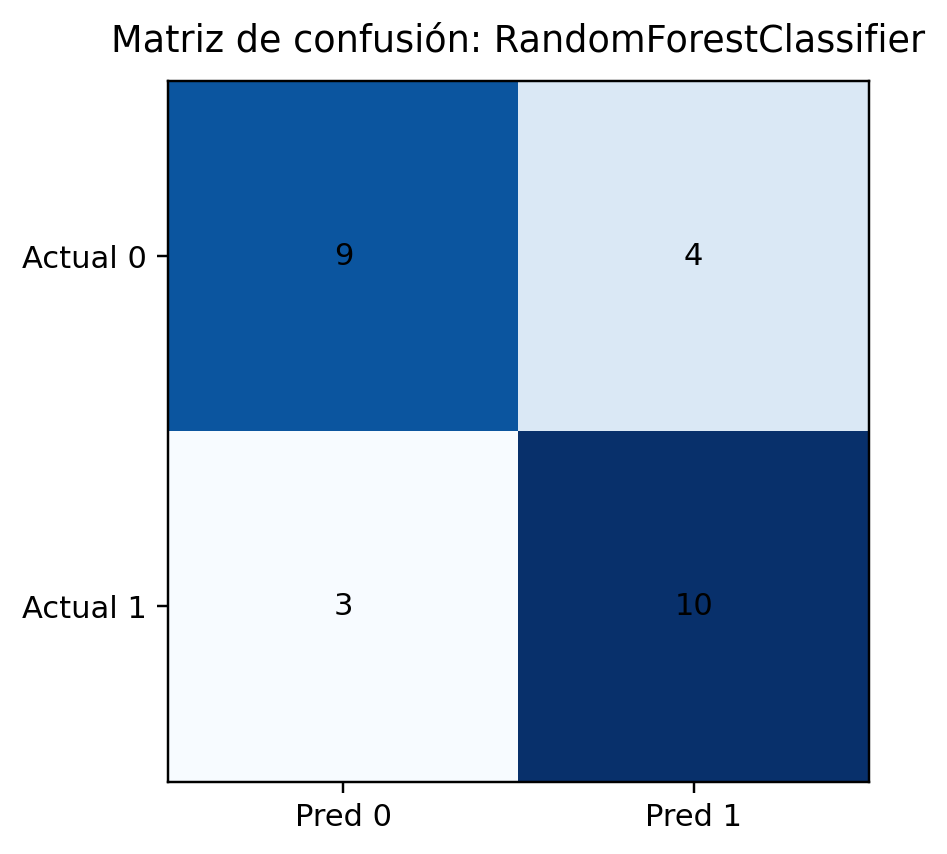 Matriz de confusión: RandomForestClassifier
Actual 0
9
4
Actual 1
3
10
Pred 0
Pred 1